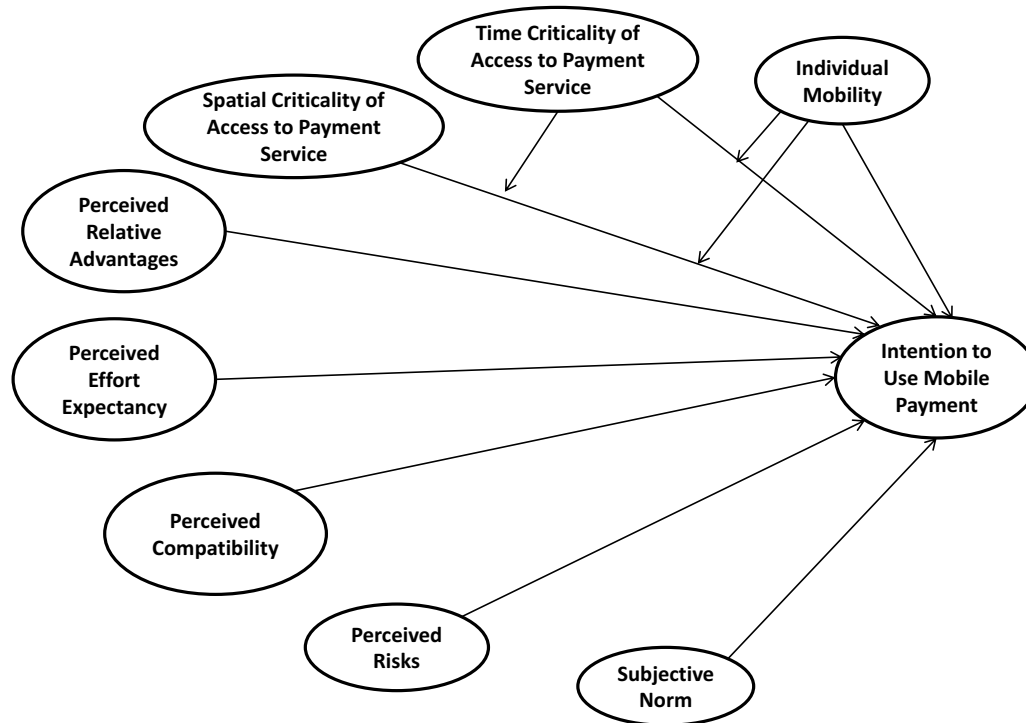 Time Criticality of
Access to Payment
Service
Individual
Mobility
Spatial Criticality of
Access to Payment
Service
Perceived
Relative
Advantages
Perceived
Effort
Expectancy
Intention to
Use Mobile
Payment
Perceived
Compatibility
Perceived
Risks
Subjective
Norm